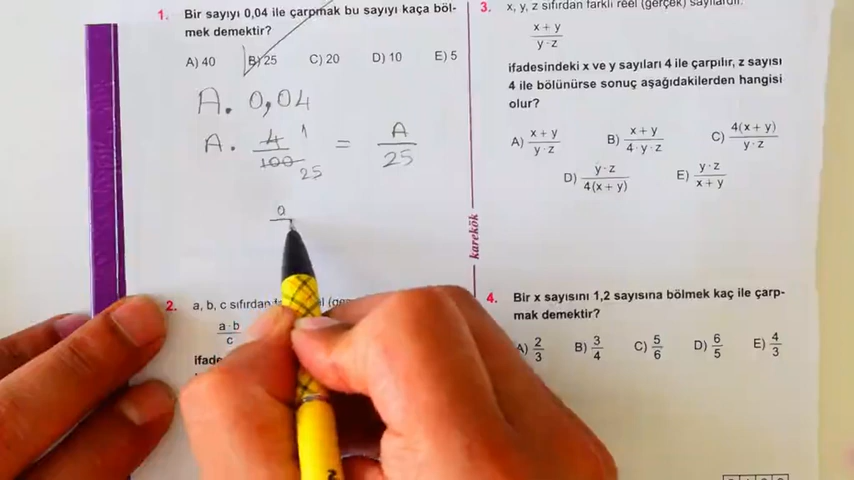 1. Bir sayıyı 0,04 ile çarpmak bu sayıyı kaça böl-
mek demektir?
A) 40 B) 25 C) 20 D) 10 E) 5
A. 0,04
A. 4/100 1 25 = A/25
a
2. a, b, c sıfırdan
a·b/c
ifade
karekök
3. x, y, z sıfırdan farklı reel (gerçek) sayılardır.
x+y/y·z
ifadesindeki x ve y sayıları 4 ile çarpılır, z sayısı
4 ile bölünürse sonuç aşağıdakilerden hangisi
olur?
A) x+y/y·z B) x+y/4·y·z C) 4(x+y)/y·z
D) y·z/4(x+y) E) y·z/x+y
4. Bir x sayısını 1,2 sayısına bölmek kaç ile çarp-
mak demektir?
A) 2/3 B) 3/4 C) 5/6 D) 6/5 E) 4/3